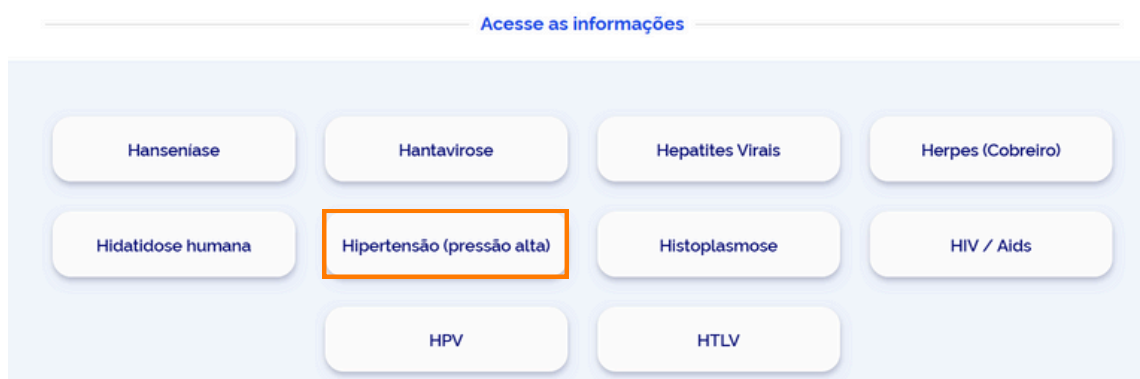 Acesse as informações
Hanseníase
Hantavirose
Hepatites Virais
Herpes (Cobreiro)
Hidatidose humana
Hipertensão (pressão alta)
Histoplasmose
HIV / Aids
HPV
HTLV